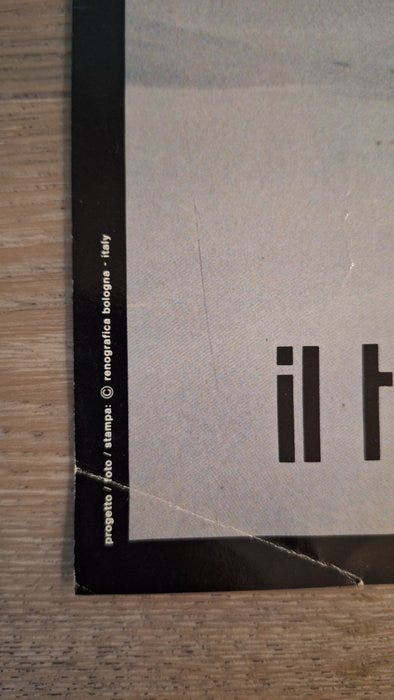 progetto / foto / stampa: © renografica bologna - italy
il